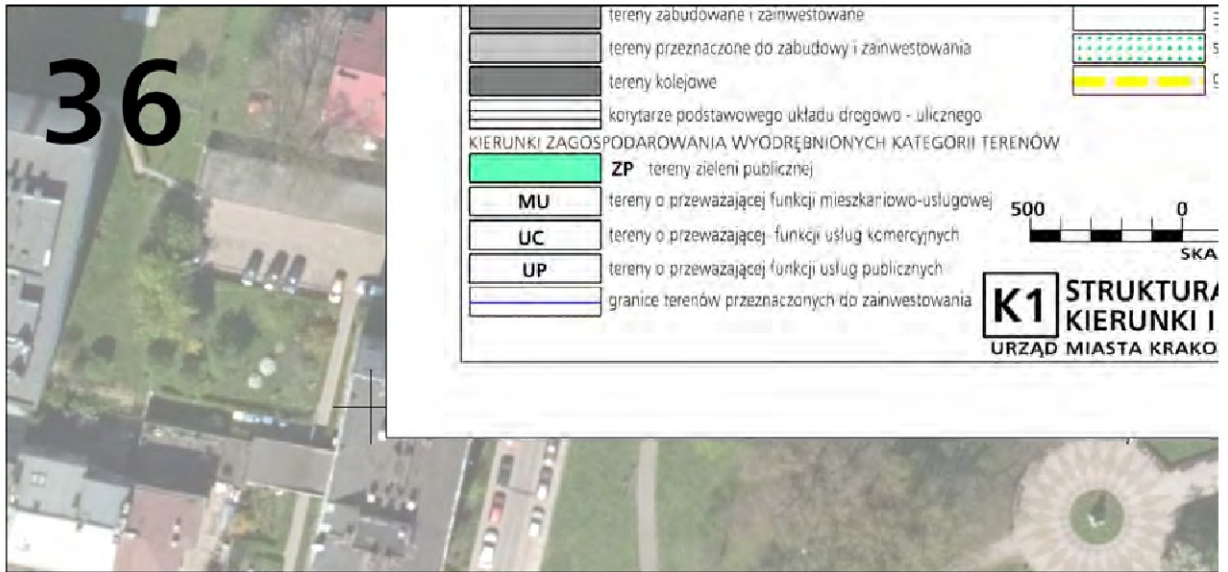 36
tereny zabudowane i zainwestowane
tereny przeznaczone do zabudowy i zainwestowania
tereny kolejowe
korytarze podstawowego układu drogowo - ulicznego
KIERUNKI ZAGOSPODAROWANIA WYODRĘBNIONYCH KATEGORII TERENÓW
ZP tereny zieleni publicznej
MU tereny o przeważającej funkcji mieszkaniowo-usługowej
UC tereny o przeważającej funkcji usług komercyjnych
UP tereny o przeważającej funkcji usług publicznych
granice terenów przeznaczonych do zainwestowania
500 0
SKA
K1 STRUKTURA
KIERUNKI I
URZĄD MIASTA KRAKO